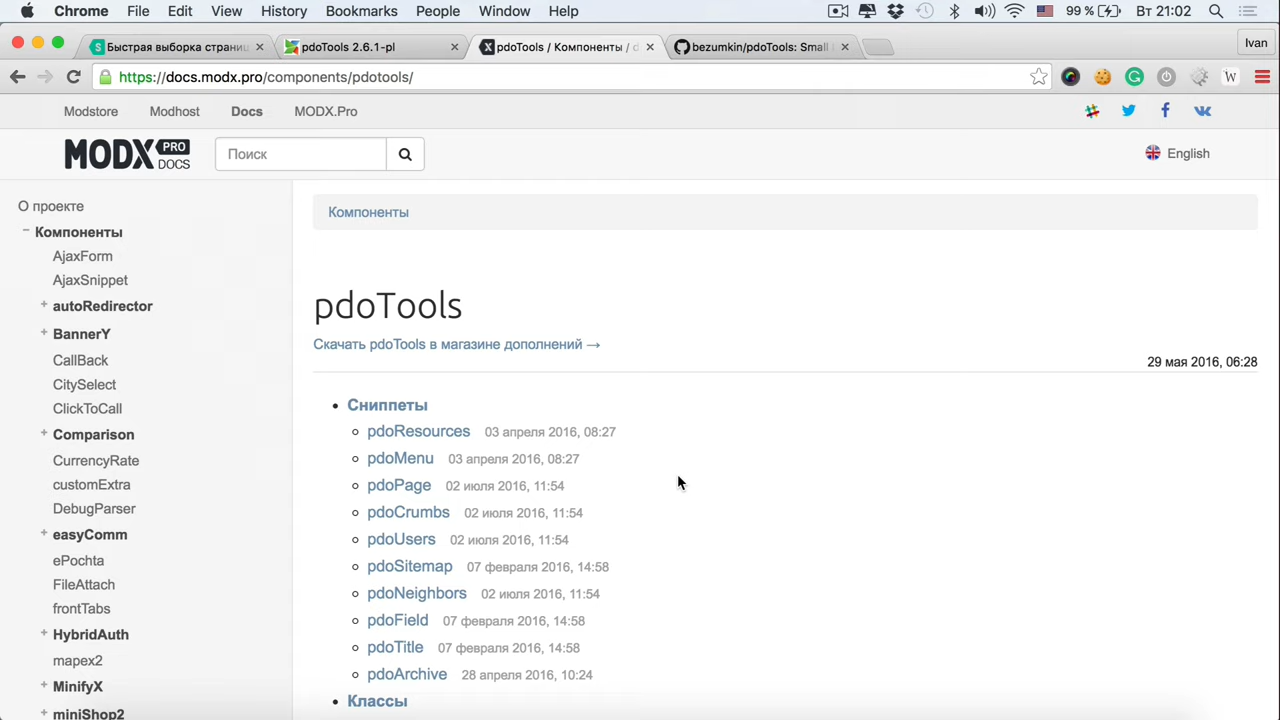 Chrome File Edit View History Bookmarks People Window Help 99 % Вт 21:02
Быстрая выборка страниц
pdoTools 2.6.1-pl
pdoTools / Компоненты / d
bezumkin/pdoTools: Small
Ivan
https://docs.modx.pro/components/pdotools/
W
Modstore Modhost Docs MODX.Pro
MODX PRO DOCS
Поиск
English
О проекте
− Компоненты
AjaxForm
AjaxSnippet
+ autoRedirector
+ BannerY
CallBack
CitySelect
ClickToCall
+ Comparison
CurrencyRate
customExtra
DebugParser
+ easyComm
ePochta
FileAttach
frontTabs
+ HybridAuth
mapex2
+ MinifyX
+ miniShop2
Компоненты
pdoTools
Скачать pdoTools в магазине дополнений →
29 мая 2016, 06:28
Сниппеты
pdoResources 03 апреля 2016, 08:27
pdoMenu 03 апреля 2016, 08:27
pdoPage 02 июля 2016, 11:54
pdoCrumbs 02 июля 2016, 11:54
pdoUsers 02 июля 2016, 11:54
pdoSitemap 07 февраля 2016, 14:58
pdoNeighbors 02 июля 2016, 11:54
pdoField 07 февраля 2016, 14:58
pdoTitle 07 февраля 2016, 14:58
pdoArchive 28 апреля 2016, 10:24
Классы